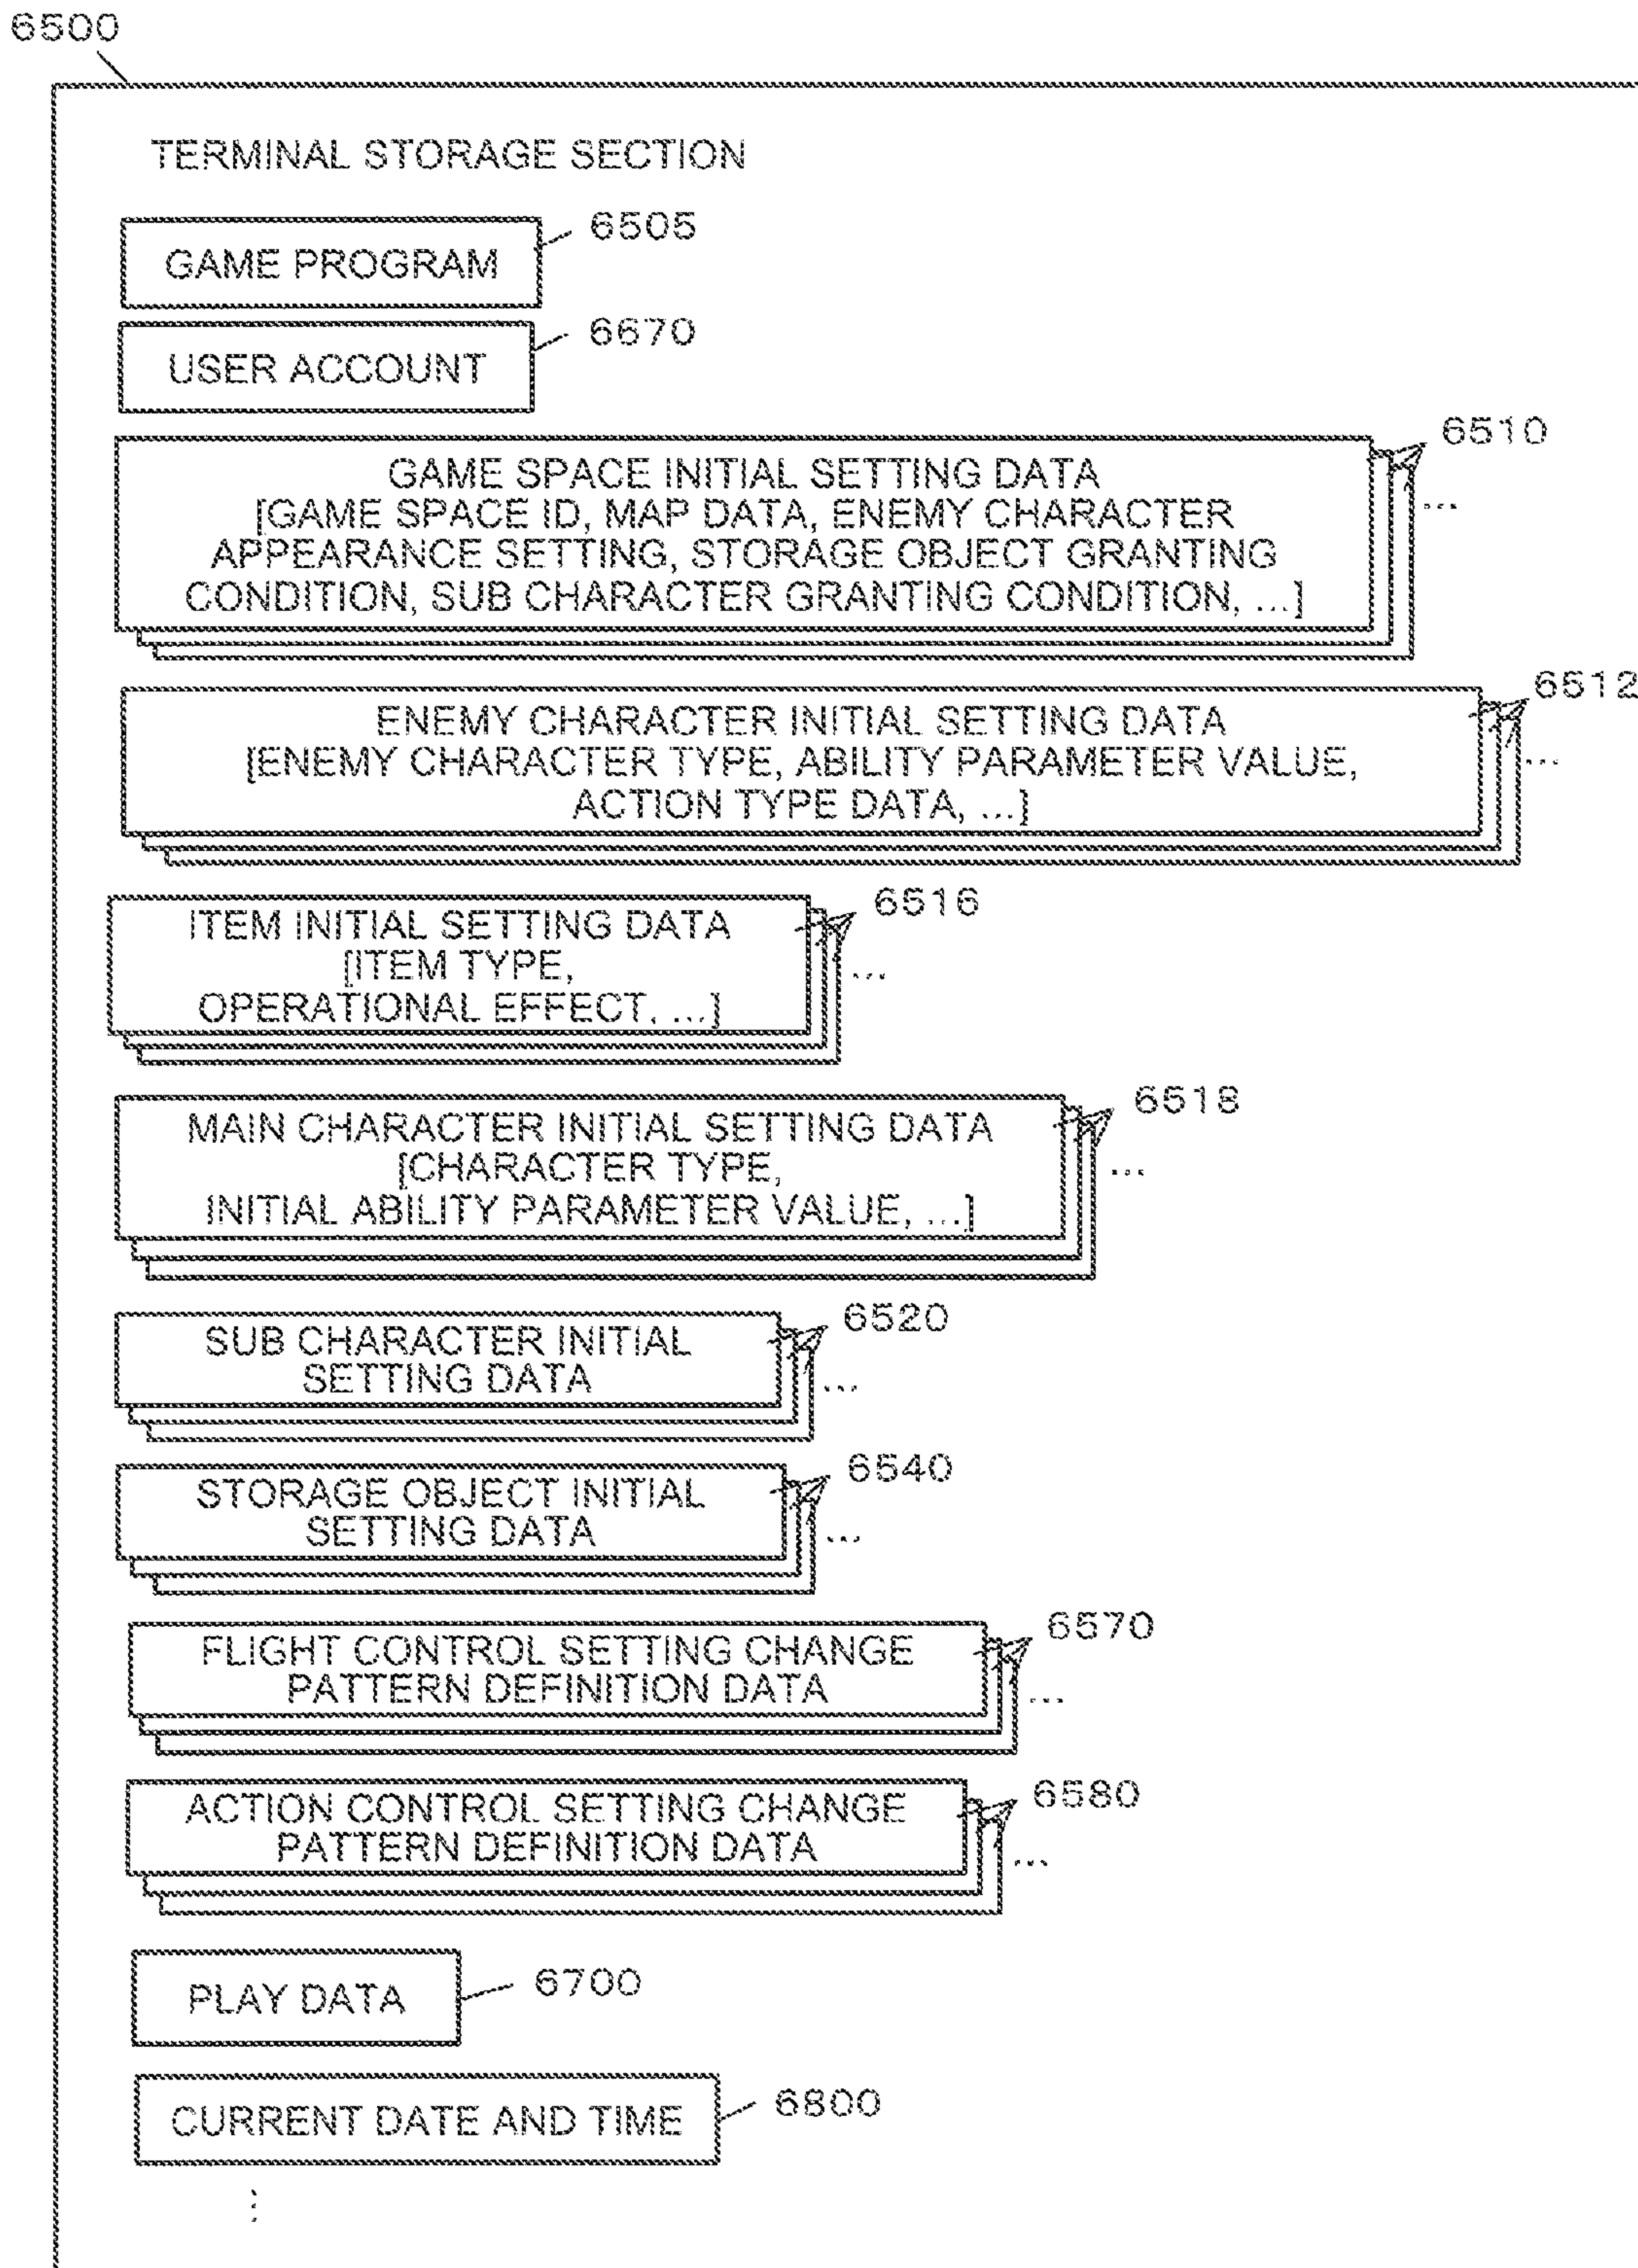 6500
TERMINAL STORAGE SECTION
GAME PROGRAM
6505
USER ACCOUNT
6670
GAME SPACE INITIAL SETTING DATA
[GAME SPACE ID, MAP DATA, ENEMY CHARACTER
APPEARANCE SETTING, STORAGE OBJECT GRANTING
CONDITION, SUB CHARACTER GRANTING CONDITION, ...]
6510
...
ENEMY CHARACTER INITIAL SETTING DATA
[ENEMY CHARACTER TYPE, ABILITY PARAMETER VALUE,
ACTION TYPE DATA, ...]
6512
...
ITEM INITIAL SETTING DATA
[ITEM TYPE,
OPERATIONAL EFFECT, ...]
6516
...
MAIN CHARACTER INITIAL SETTING DATA
[CHARACTER TYPE,
INITIAL ABILITY PARAMETER VALUE, ...]
6518
...
SUB CHARACTER INITIAL
SETTING DATA
6520
...
STORAGE OBJECT INITIAL
SETTING DATA
6540
...
FLIGHT CONTROL SETTING CHANGE
PATTERN DEFINITION DATA
6570
...
ACTION CONTROL SETTING CHANGE
PATTERN DEFINITION DATA
6580
...
PLAY DATA
6700
CURRENT DATE AND TIME
6800
⋮